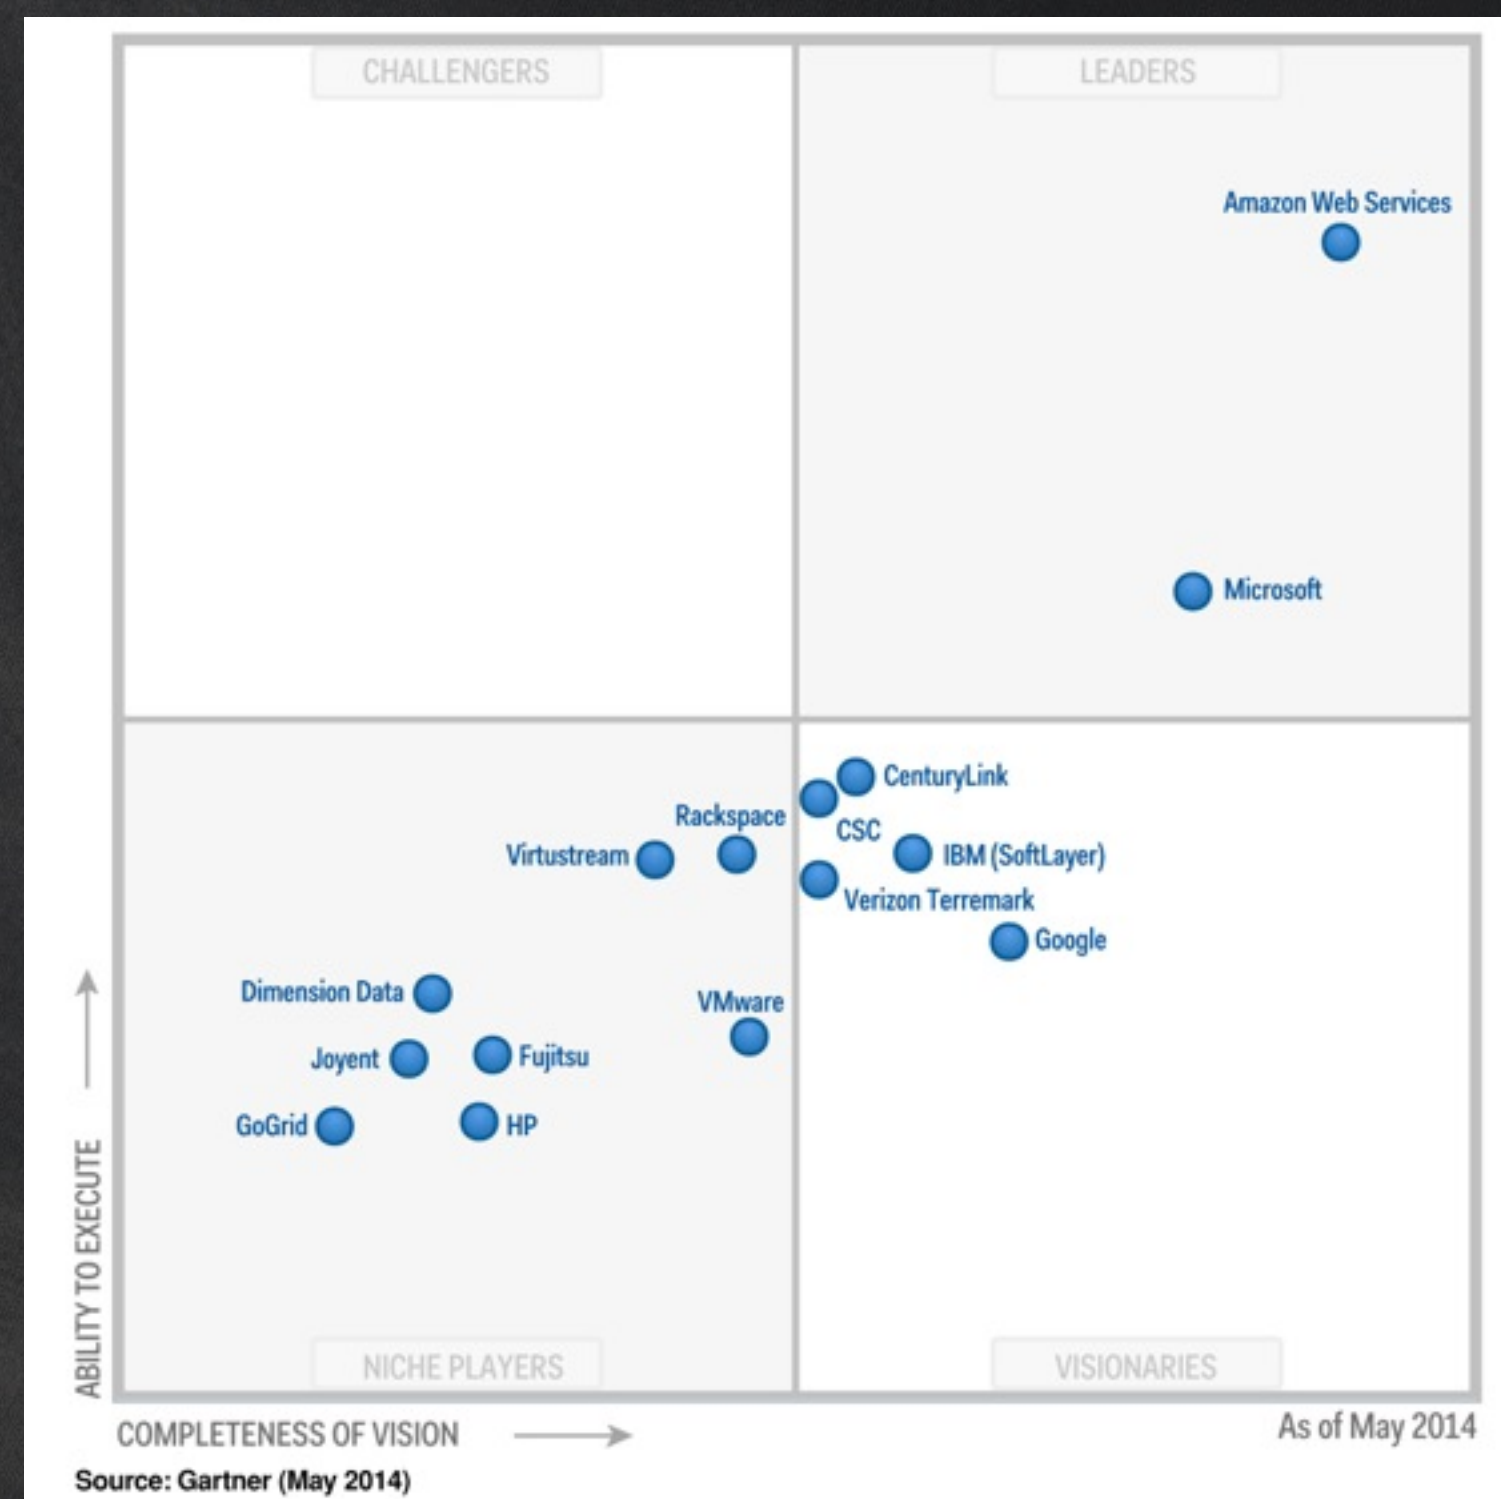 CHALLENGERS
LEADERS
Amazon Web Services
Microsoft
CenturyLink
Rackspace
CSC
Virtustream
IBM (SoftLayer)
Verizon Terremark
Google
Dimension Data
VMware
Joyent
Fujitsu
GoGrid
HP
ABILITY TO EXECUTE
NICHE PLAYERS
VISIONARIES
COMPLETENESS OF VISION
As of May 2014
Source: Gartner (May 2014)